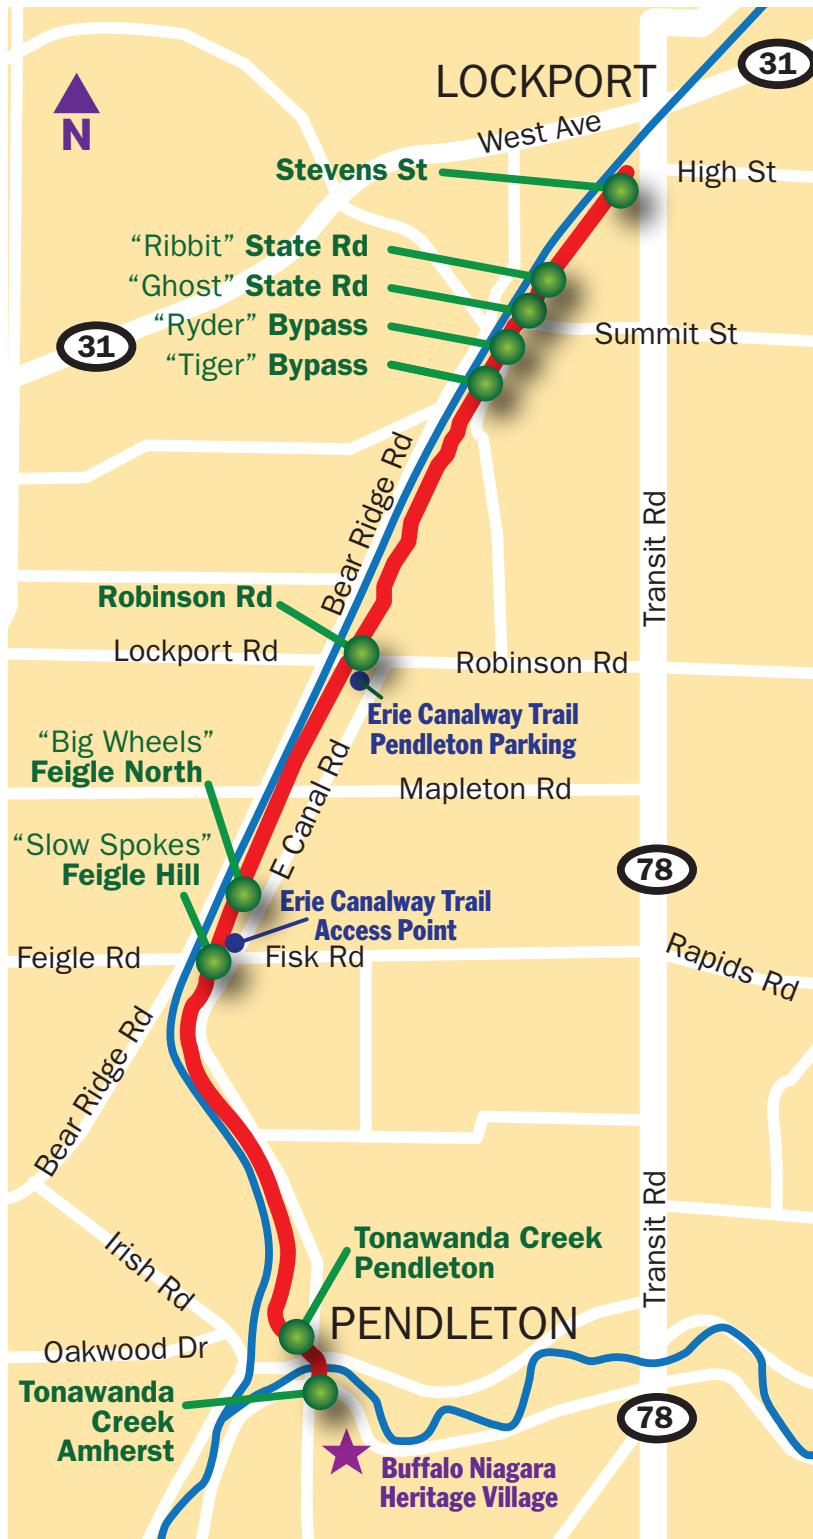 LOCKPORT
31
N
West Ave
Stevens St
High St
“Ribbit” State Rd
“Ghost” State Rd
“Ryder” Bypass
“Tiger” Bypass
Summit St
31
Bear Ridge Rd
Transit Rd
Robinson Rd
Lockport Rd
Robinson Rd
Erie Canalway Trail
Pendleton Parking
“Big Wheels”
Feigle North
E Canal Rd
Mapleton Rd
“Slow Spokes”
Feigle Hill
78
Erie Canalway Trail
Access Point
Feigle Rd
Fisk Rd
Rapids Rd
Bear Ridge Rd
Transit Rd
Irish Rd
Tonawanda Creek
Pendleton
PENDLETON
Oakwood Dr
Tonawanda
Creek
Amherst
78
Buffalo Niagara
Heritage Village